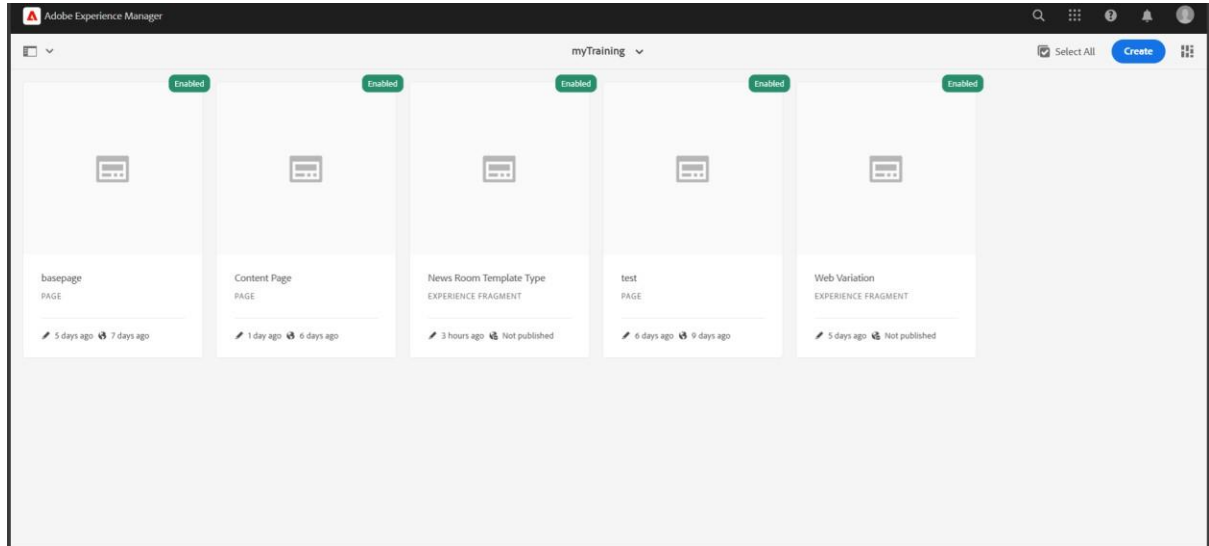 Adobe Experience Manager
myTraining
Select All
Create
Enabled
Enabled
Enabled
Enabled
Enabled
basepage
PAGE
5 days ago 7 days ago
Content Page
PAGE
1 day ago 6 days ago
News Room Template Type
EXPERIENCE FRAGMENT
3 hours ago Not published
test
PAGE
6 days ago 9 days ago
Web Variation
EXPERIENCE FRAGMENT
5 days ago Not published